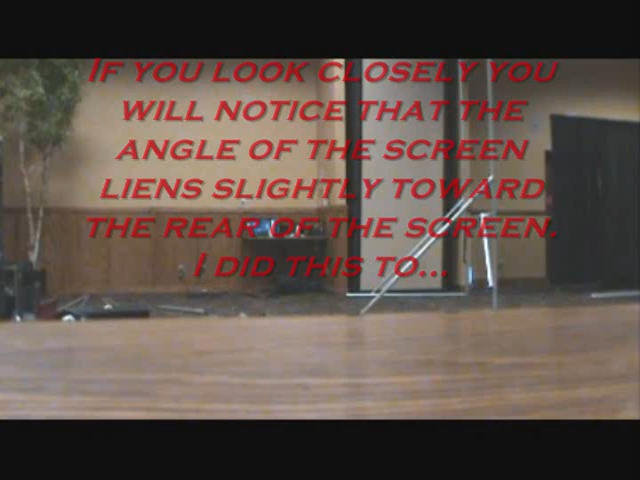 If you look closely you
will notice that the
angle of the screen
liens slightly toward
the rear of the screen.
I did this to...